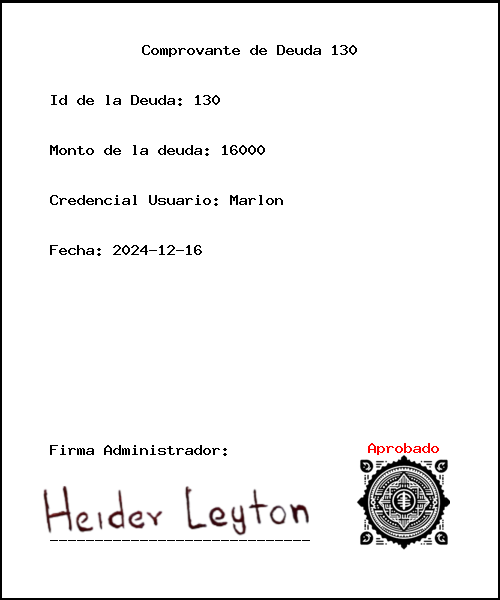 Comprovante de Deuda 130
Id de la Deuda: 130
Monto de la deuda: 16000
Credencial Usuario: Marlon
Fecha: 2024-12-16
Firma Administrador:
Aprobado
Heider Leyton
-----------------------------